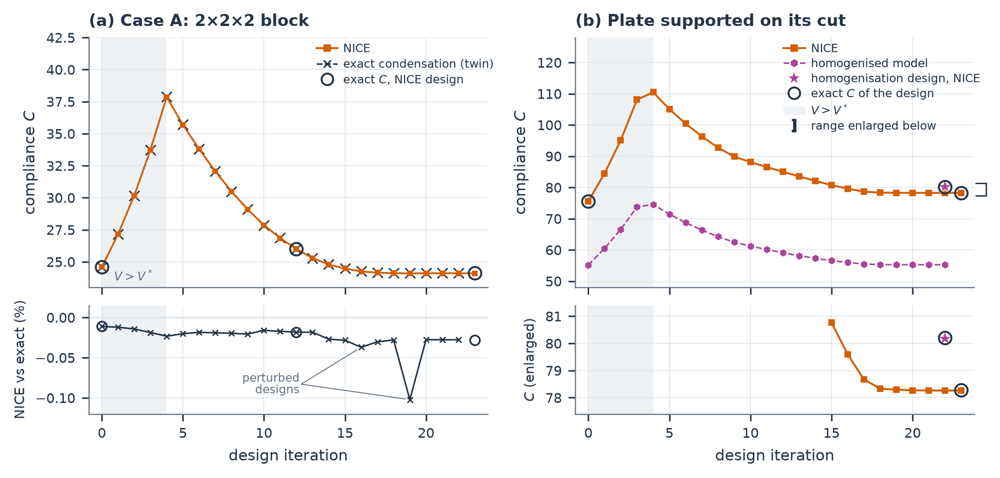 (a) Case A: 2×2×2 block
42.5
40.0
37.5
35.0
32.5
30.0
27.5
25.0
compliance C
NICE
exact condensation (twin)
exact C, NICE design
V > V*
0.00
−0.05
−0.10
NICE vs exact (%)
perturbed
designs
0 5 10 15 20
design iteration
(b) Plate supported on its cut
120
110
100
90
80
70
60
50
compliance C
NICE
homogenised model
homogenisation design, NICE
exact C of the design
V > V*
range enlarged below
81
80
79
78
C (enlarged)
0 5 10 15 20
design iteration